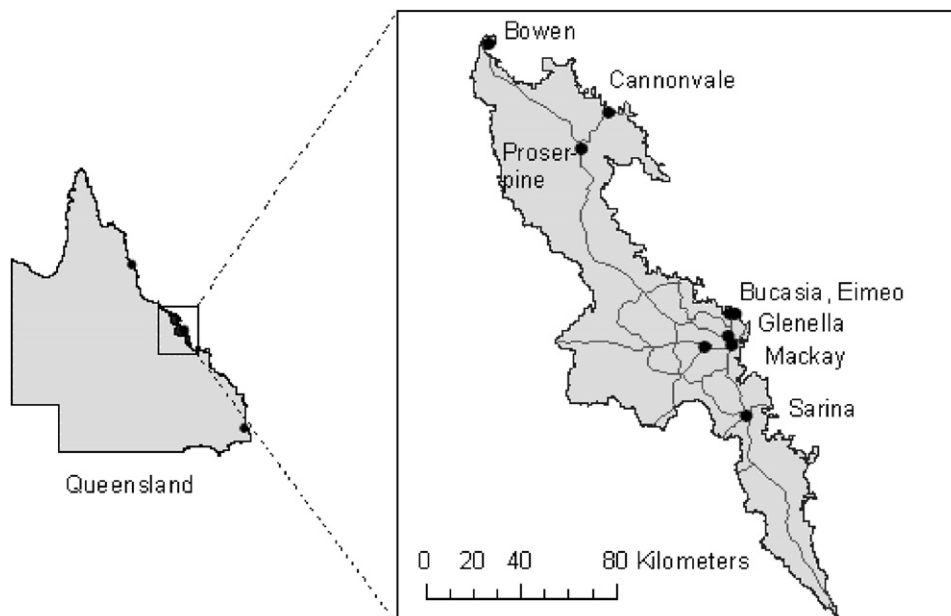 Bowen
Cannonvale
Proser-
pine
Bucasia, Eimeo
Glenella
Mackay
Sarina
Queensland
0 20 40 80 Kilometers